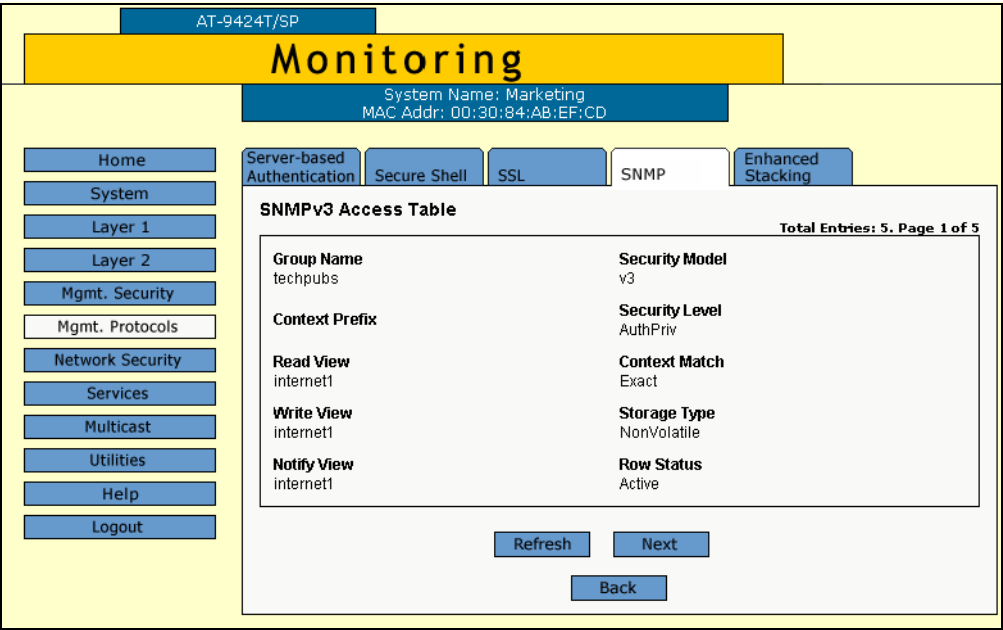 AT-9424T/SP
Monitoring
System Name: Marketing
MAC Addr: 00:30:84:AB:EF:CD
Home
System
Layer 1
Layer 2
Mgmt. Security
Mgmt. Protocols
Network Security
Services
Multicast
Utilities
Help
Logout
Server-based
Authentication
Secure Shell
SSL
SNMP
Enhanced
Stacking
SNMPv3 Access Table
Total Entries: 5. Page 1 of 5
Group Name
techpubs
Security Model
v3
Context Prefix
Security Level
AuthPriv
Read View
internet1
Context Match
Exact
Write View
internet1
Storage Type
NonVolatile
Notify View
internet1
Row Status
Active
Refresh
Next
Back